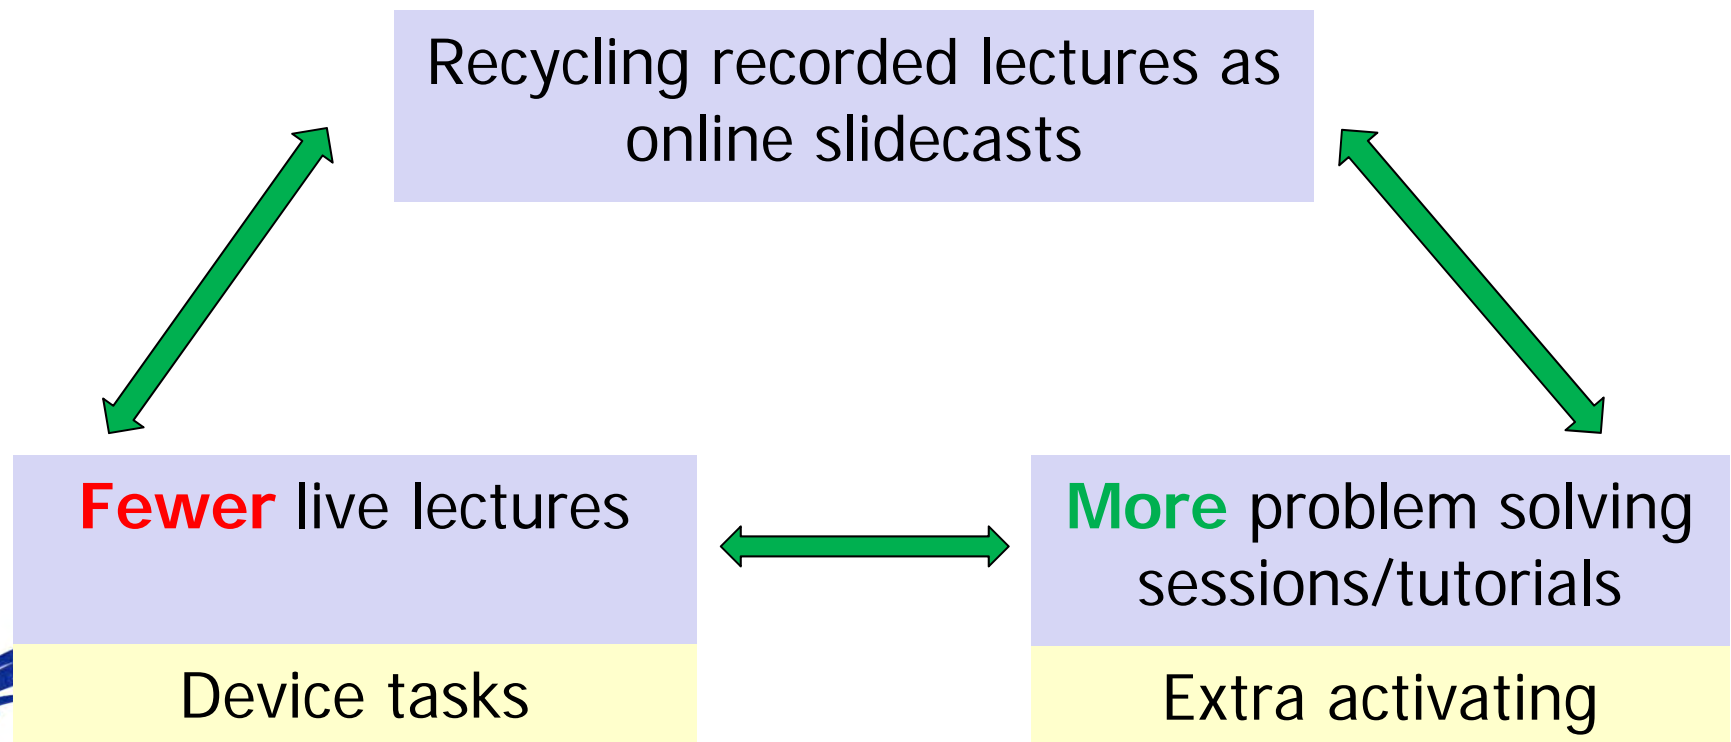 Recycling recorded lectures as
online slidecasts
Fewer live lectures
More problem solving
sessions/tutorials
Device tasks
Extra activating